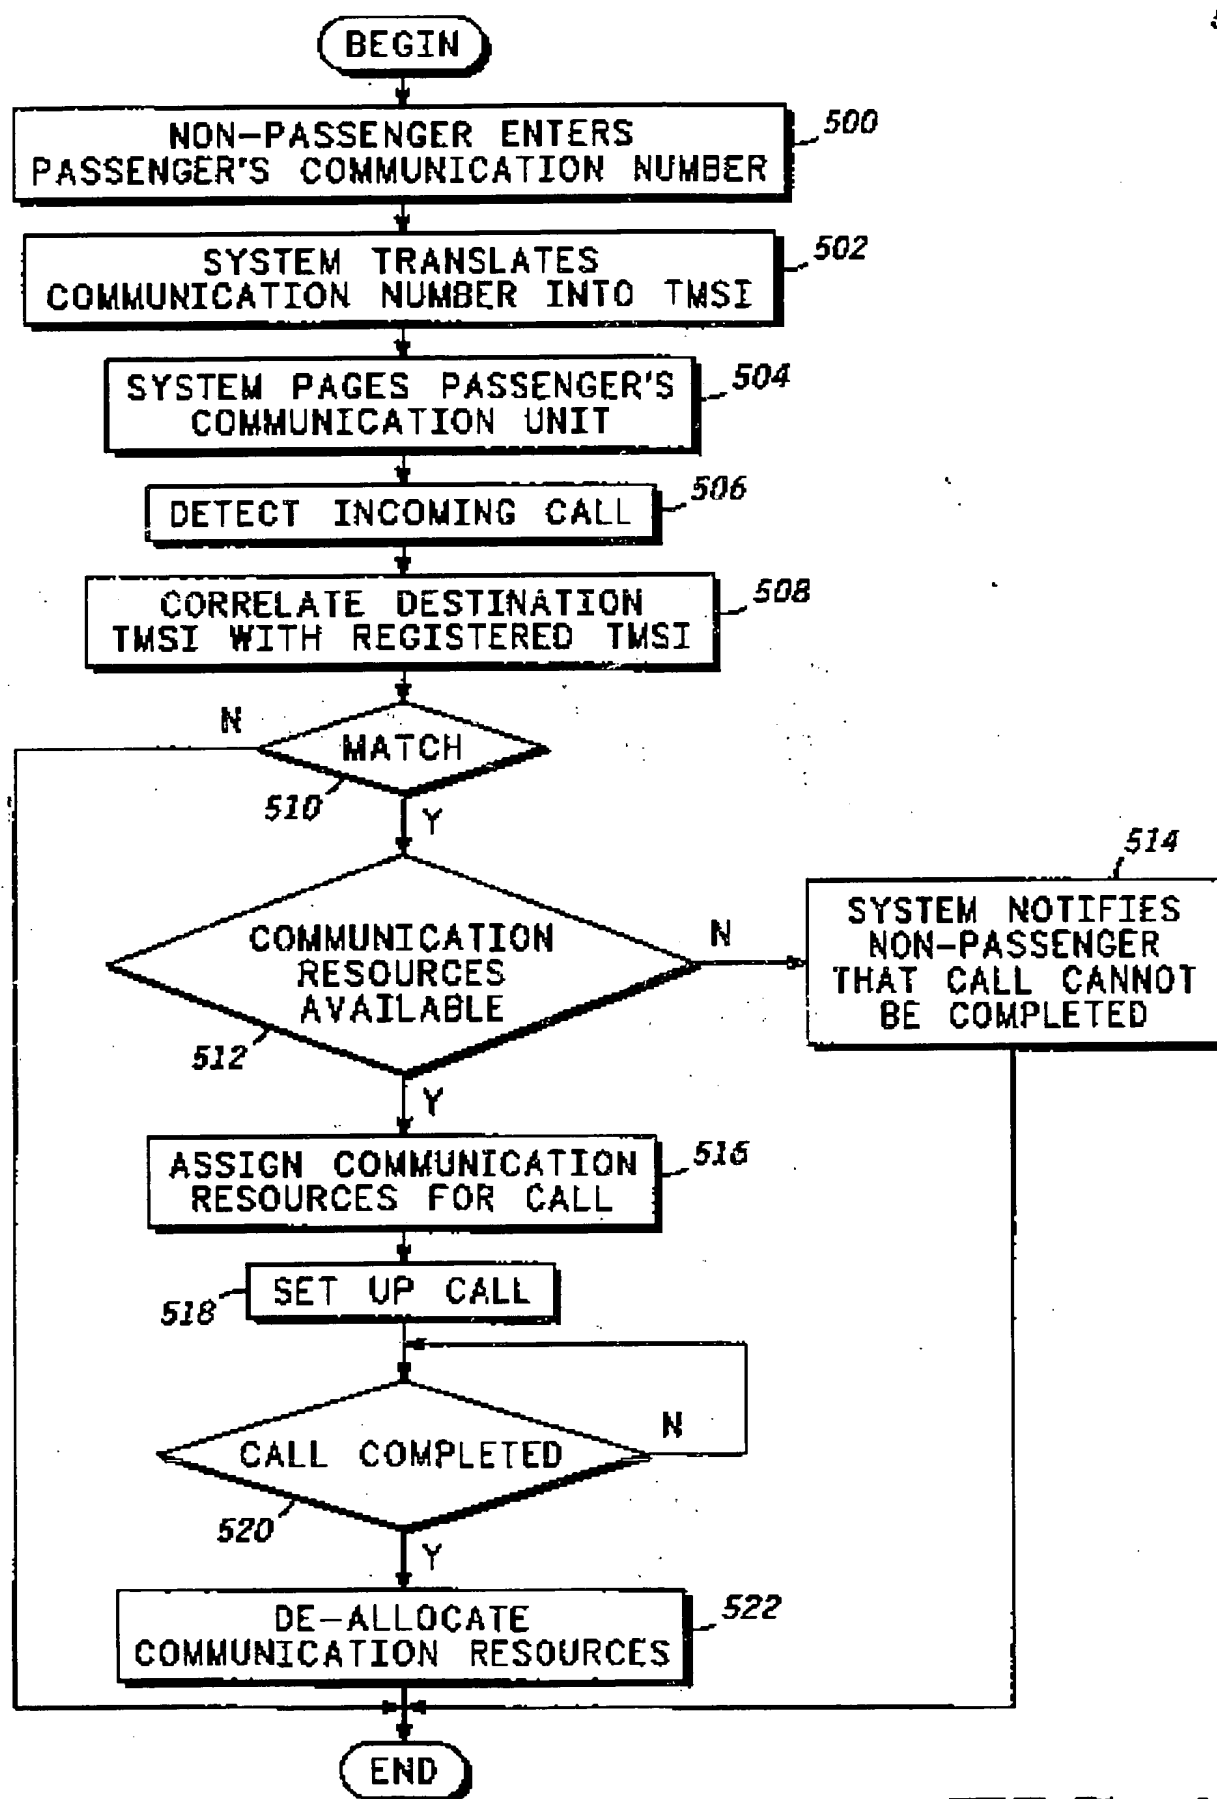 BEGIN
NON-PASSENGER ENTERS
PASSENGER'S COMMUNICATION NUMBER
500
SYSTEM TRANSLATES
COMMUNICATION NUMBER INTO TMSI
502
SYSTEM PAGES PASSENGER'S
COMMUNICATION UNIT
504
DETECT INCOMING CALL
506
CORRELATE DESTINATION
TMSI WITH REGISTERED TMSI
508
N
MATCH
510
Y
COMMUNICATION
RESOURCES
AVAILABLE
512
N
514
SYSTEM NOTIFIES
NON-PASSENGER
THAT CALL CANNOT
BE COMPLETED
Y
ASSIGN COMMUNICATION
RESOURCES FOR CALL
516
SET UP CALL
518
CALL COMPLETED
N
520
Y
DE-ALLOCATE
COMMUNICATION RESOURCES
522
END